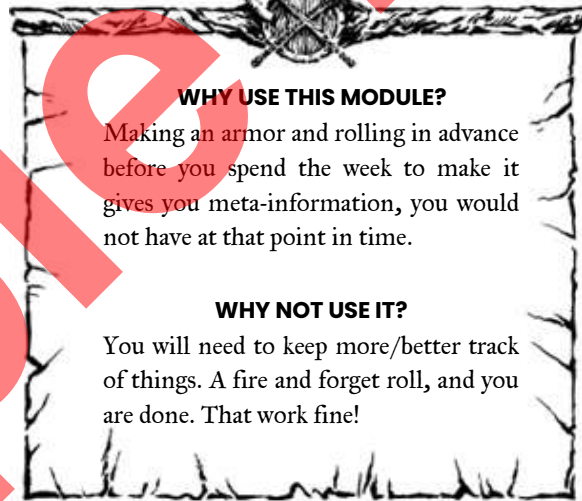 WHY USE THIS MODULE?
Making an armor and rolling in advance
before you spend the week to make it
gives you meta-information, you would
not have at that point in time.
WHY NOT USE IT?
You will need to keep more/better track
of things. A fire and forget roll, and you
are done. That work fine!